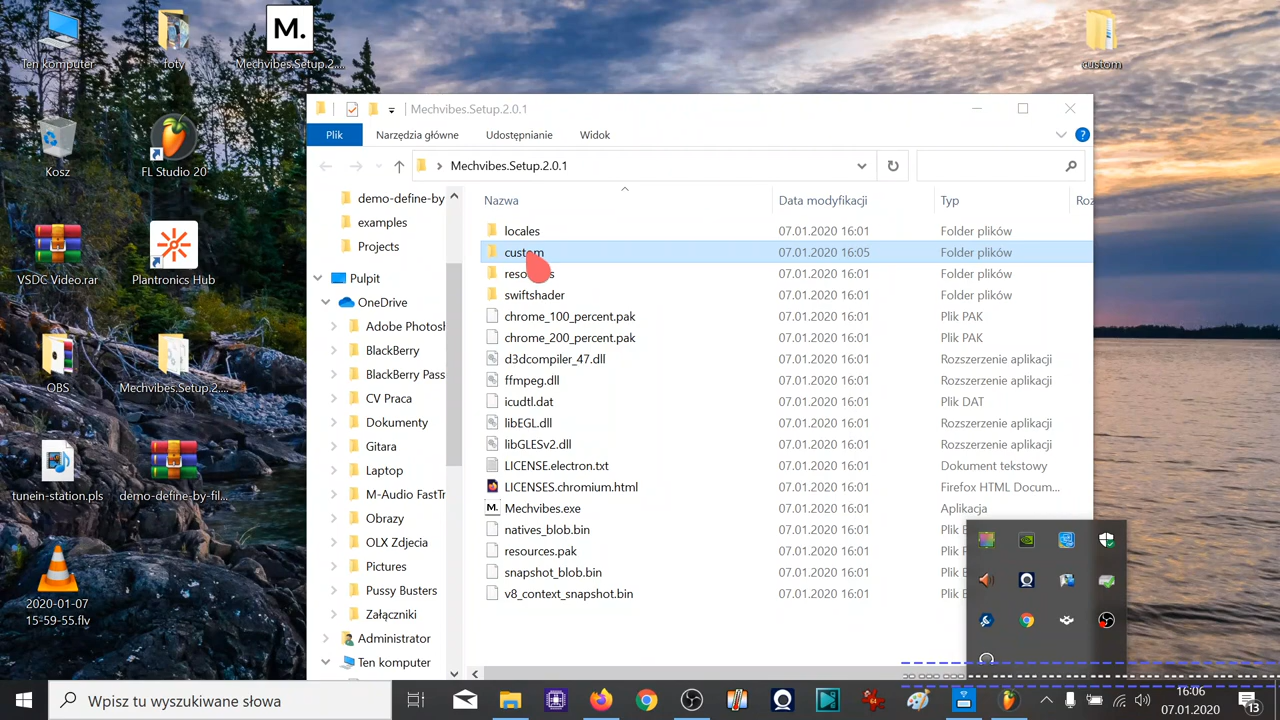 Ten komputer
foty
M.
Mechvibes.Setup.2....
custom
Kosz
FL Studio 20
VSDC Video.rar
Plantronics Hub
OBS
Mechvibes.Setup.2....
tunein-station.pls
demo-define-by-fil...
2020-01-07
15-59-55.flv
Mechvibes.Setup.2.0.1
Plik
Narzędzia główne
Udostępnianie
Widok
Mechvibes.Setup.2.0.1
demo-define-by
examples
Projects
Pulpit
OneDrive
Adobe Photosh
BlackBerry
BlackBerry Pass
CV Praca
Dokumenty
Gitara
Laptop
M-Audio FastTr
Obrazy
OLX Zdjecia
Pictures
Pussy Busters
Załączniki
Administrator
Ten komputer
Nazwa Data modyfikacji Typ Roz
locales 07.01.2020 16:01 Folder plików
custom 07.01.2020 16:05 Folder plików
07.01.2020 16:01 Folder plików
swiftshader 07.01.2020 16:01 Folder plików
chrome_100_percent.pak 07.01.2020 16:01 Plik PAK
chrome_200_percent.pak 07.01.2020 16:01 Plik PAK
d3dcompiler_47.dll 07.01.2020 16:01 Rozszerzenie aplikacji
ffmpeg.dll 07.01.2020 16:01 Rozszerzenie aplikacji
icudtl.dat 07.01.2020 16:01 Plik DAT
libEGL.dll 07.01.2020 16:01 Rozszerzenie aplikacji
libGLESv2.dll 07.01.2020 16:01 Rozszerzenie aplikacji
LICENSE.electron.txt 07.01.2020 16:01 Dokument tekstowy
LICENSES.chromium.html 07.01.2020 16:01 Firefox HTML Docum...
M. Mechvibes.exe 07.01.2020 16:01 Aplikacja
natives_blob.bin 07.01.2020 16:01 Plik B
resources.pak 07.01.2020 16:01 Plik
snapshot_blob.bin 07.01.2020 16:01 Plik B
v8_context_snapshot.bin 07.01.2020 16:01 Plik B
Wpisz tu wyszukiwane słowa
16:06
07.01.2020
13